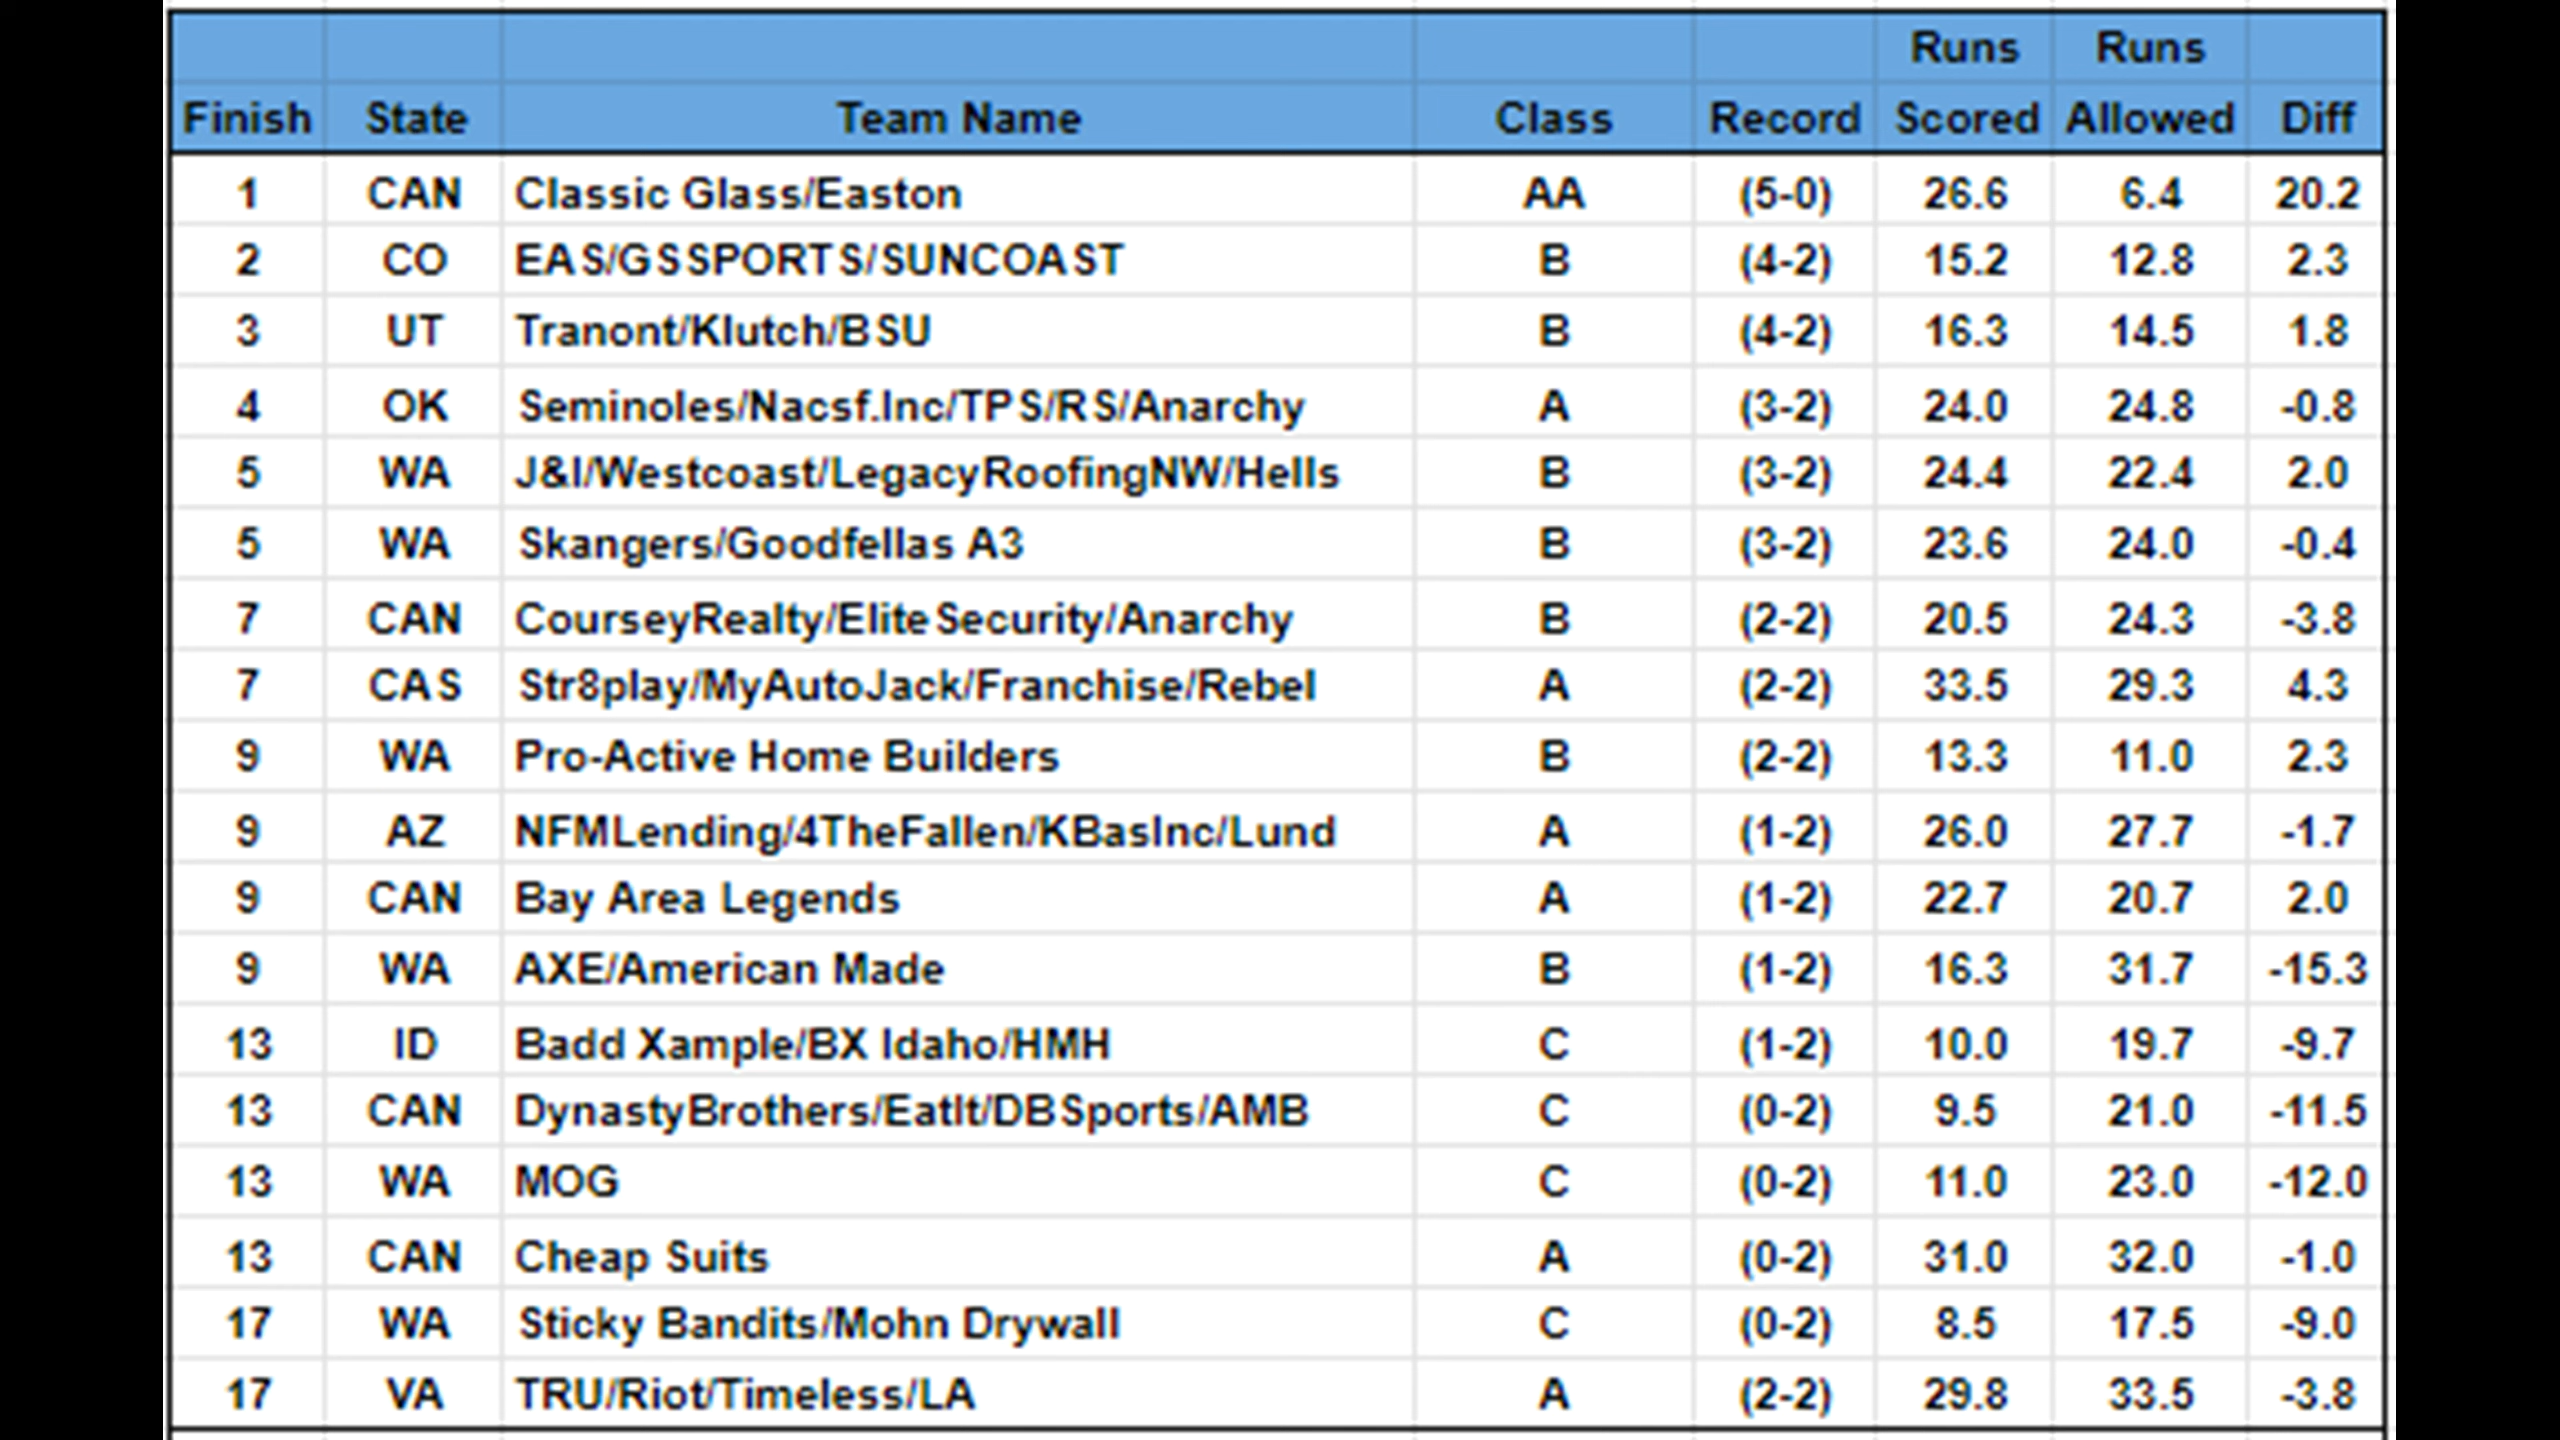 Runs Runs
Finish State Team Name Class Record Scored Allowed Diff
1 CAN Classic Glass/Easton AA (5-0) 26.6 6.4 20.2
2 CO EAS/GSSPORTS/SUNCOAST B (4-2) 15.2 12.8 2.3
3 UT Tranont/Klutch/BSU B (4-2) 16.3 14.5 1.8
4 OK Seminoles/Nacsf.Inc/TPS/RS/Anarchy A (3-2) 24.0 24.8 -0.8
5 WA J&I/Westcoast/LegacyRoofingNW/Hells B (3-2) 24.4 22.4 2.0
5 WA Skangers/Goodfellas A3 B (3-2) 23.6 24.0 -0.4
7 CAN CourseyRealty/EliteSecurity/Anarchy B (2-2) 20.5 24.3 -3.8
7 CAS Str8play/MyAutoJack/Franchise/Rebel A (2-2) 33.5 29.3 4.3
9 WA Pro-Active Home Builders B (2-2) 13.3 11.0 2.3
9 AZ NFMLending/4TheFallen/KBasInc/Lund A (1-2) 26.0 27.7 -1.7
9 CAN Bay Area Legends A (1-2) 22.7 20.7 2.0
9 WA AXE/American Made B (1-2) 16.3 31.7 -15.3
13 ID Badd Xample/BX Idaho/HMH C (1-2) 10.0 19.7 -9.7
13 CAN DynastyBrothers/EatIt/DBSports/AMB C (0-2) 9.5 21.0 -11.5
13 WA MOG C (0-2) 11.0 23.0 -12.0
13 CAN Cheap Suits A (0-2) 31.0 32.0 -1.0
17 WA Sticky Bandits/Mohn Drywall C (0-2) 8.5 17.5 -9.0
17 VA TRU/Riot/Timeless/LA A (2-2) 29.8 33.5 -3.8